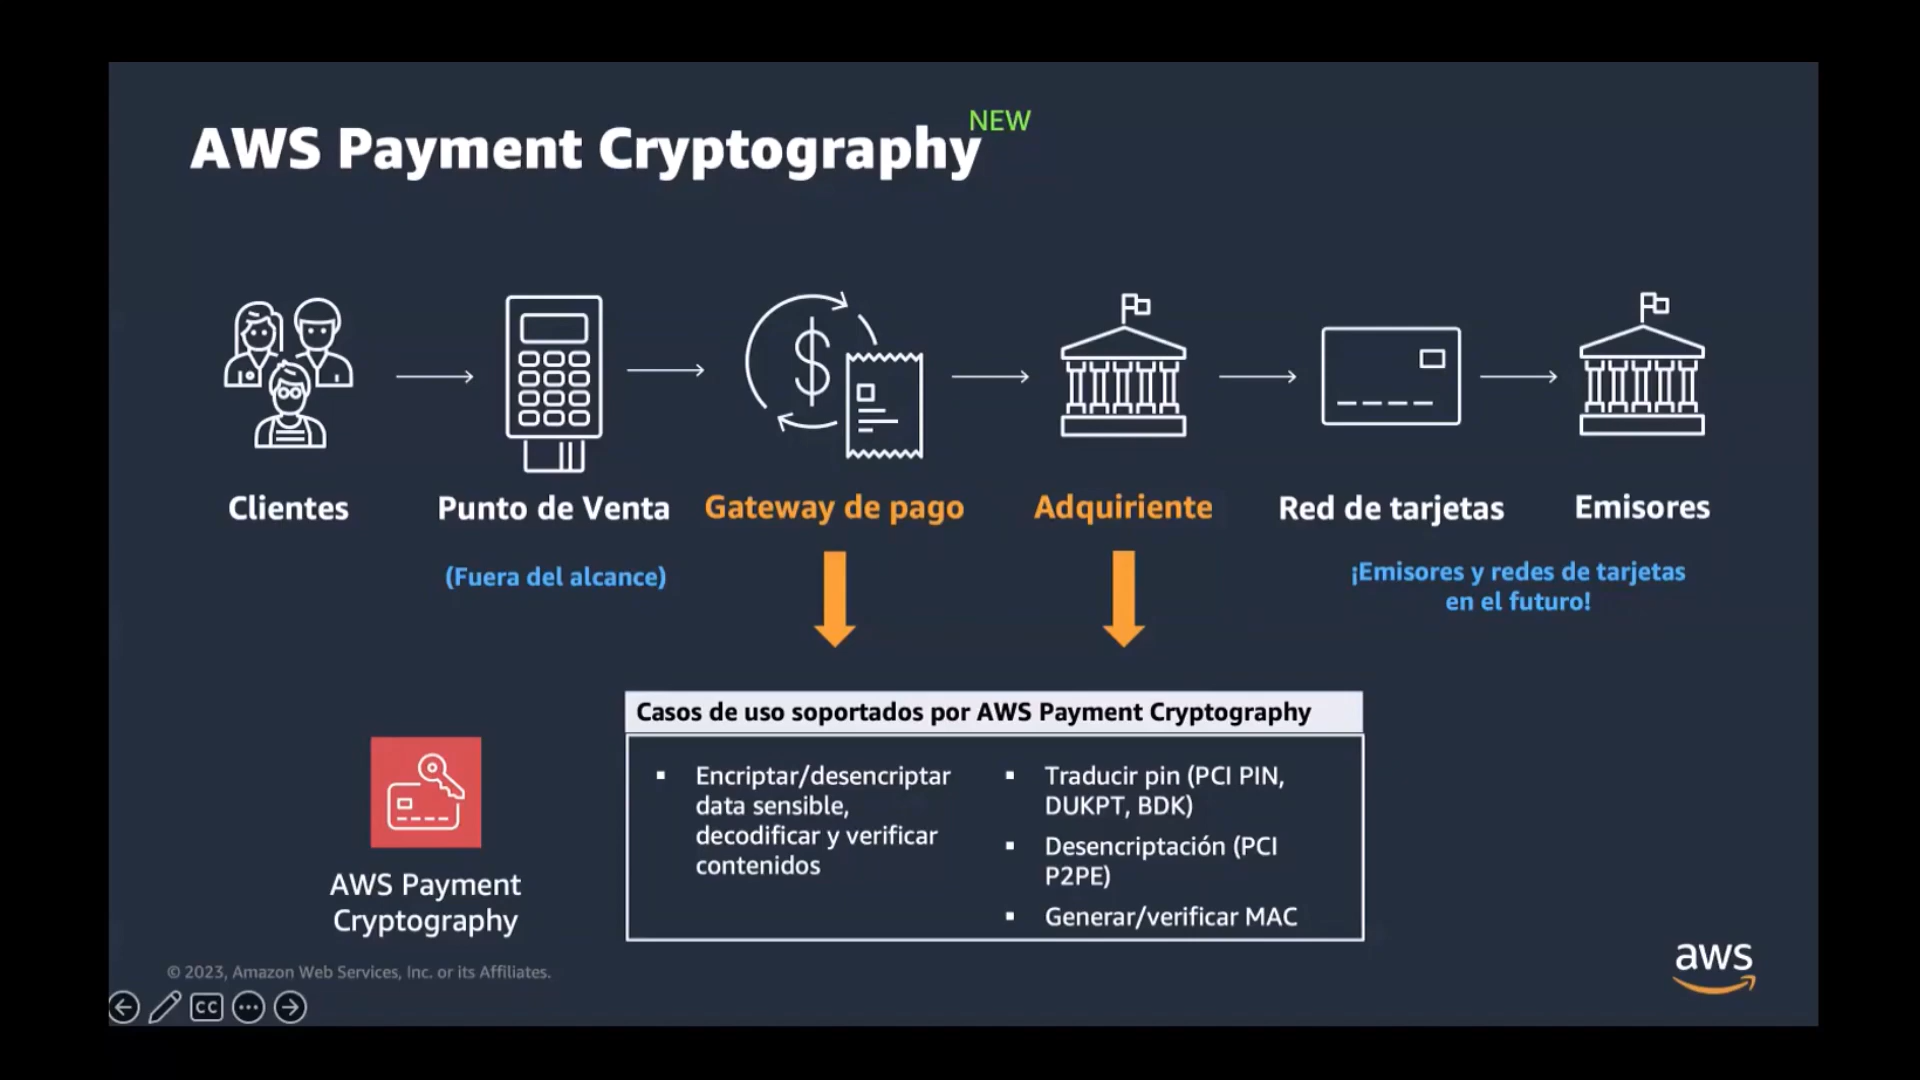 AWS Payment Cryptography NEW
Clientes
Punto de Venta
Gateway de pago
Adquiriente
Red de tarjetas
Emisores
(Fuera del alcance)
¡Emisores y redes de tarjetas
en el futuro!
Casos de uso soportados por AWS Payment Cryptography
▪ Encriptar/desencriptar
data sensible,
decodificar y verificar
contenidos
▪ Traducir pin (PCI PIN,
DUKPT, BDK)
▪ Desencriptación (PCI
P2PE)
▪ Generar/verificar MAC
AWS Payment
Cryptography
© 2023, Amazon Web Services, Inc. or its Affiliates.
aws
CC